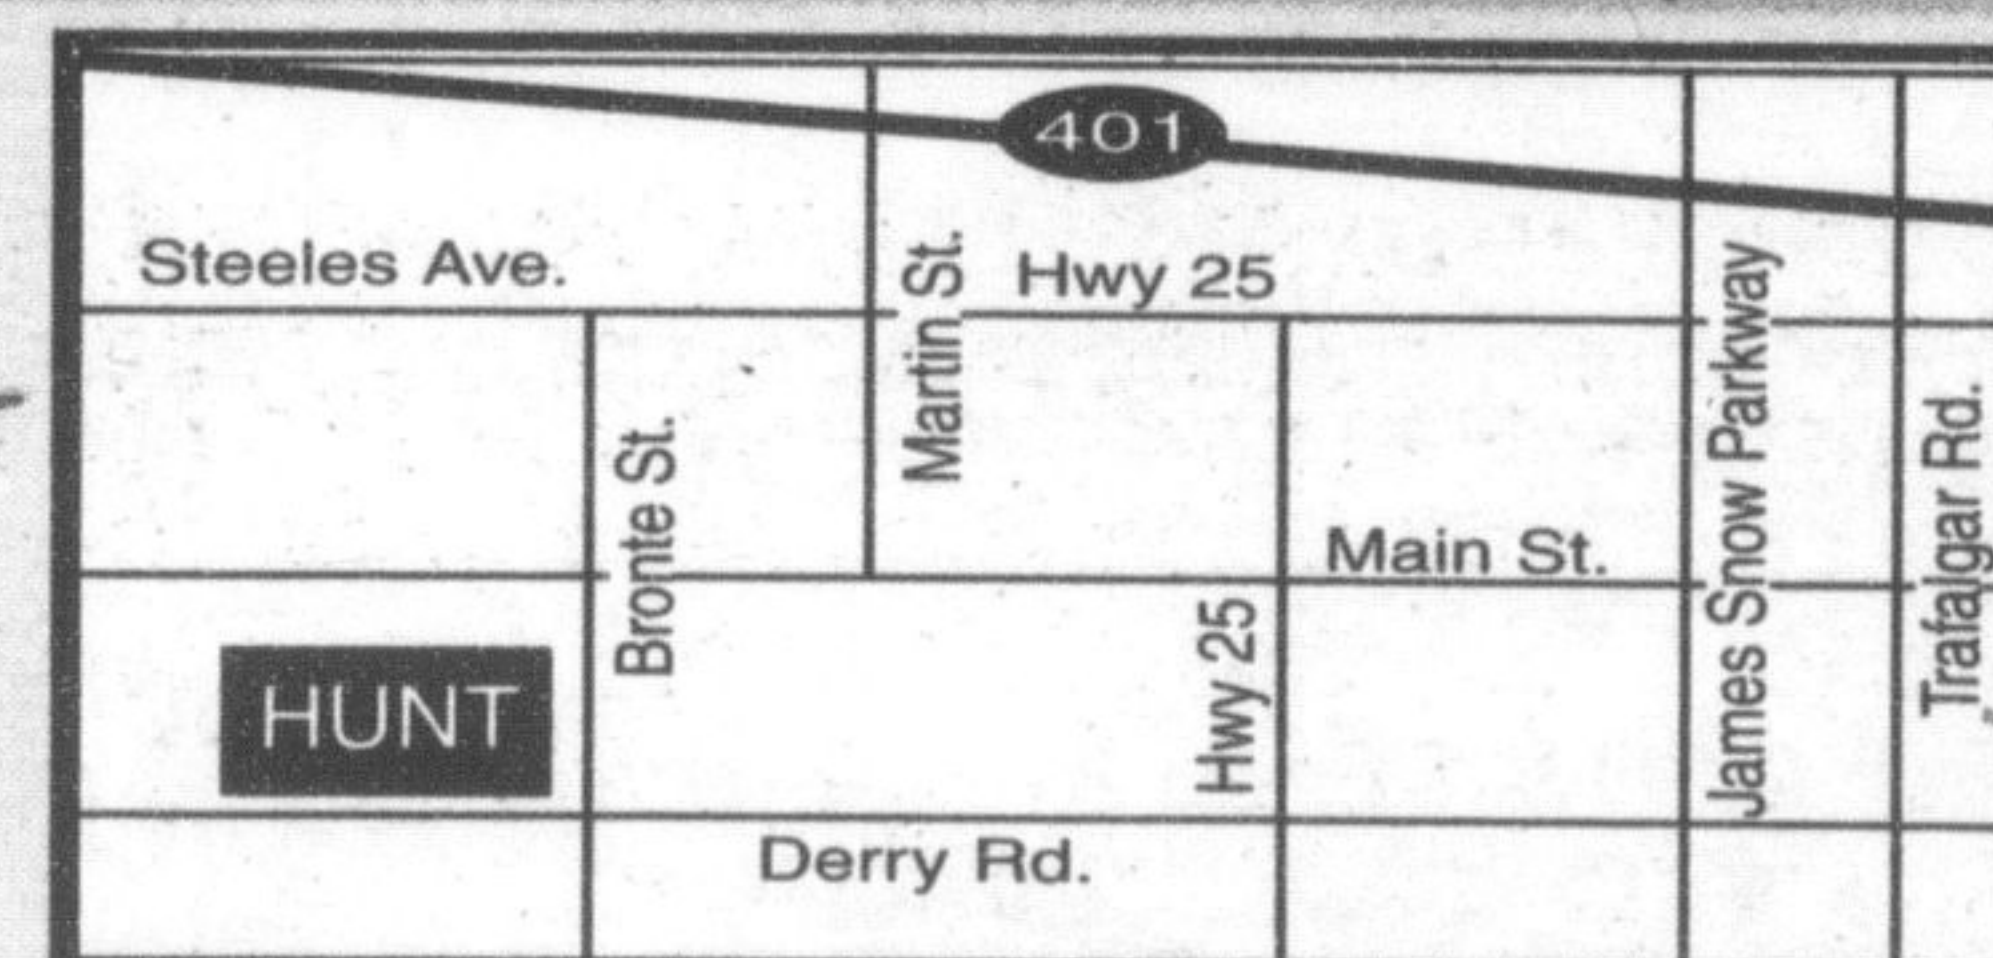 401
Steeles Ave.
Martin St.
Hwy 25
James Snow Parkway
Trafalgar Rd.
Bronte St.
Main St.
Hwy 25
HUNT
Derry Rd.